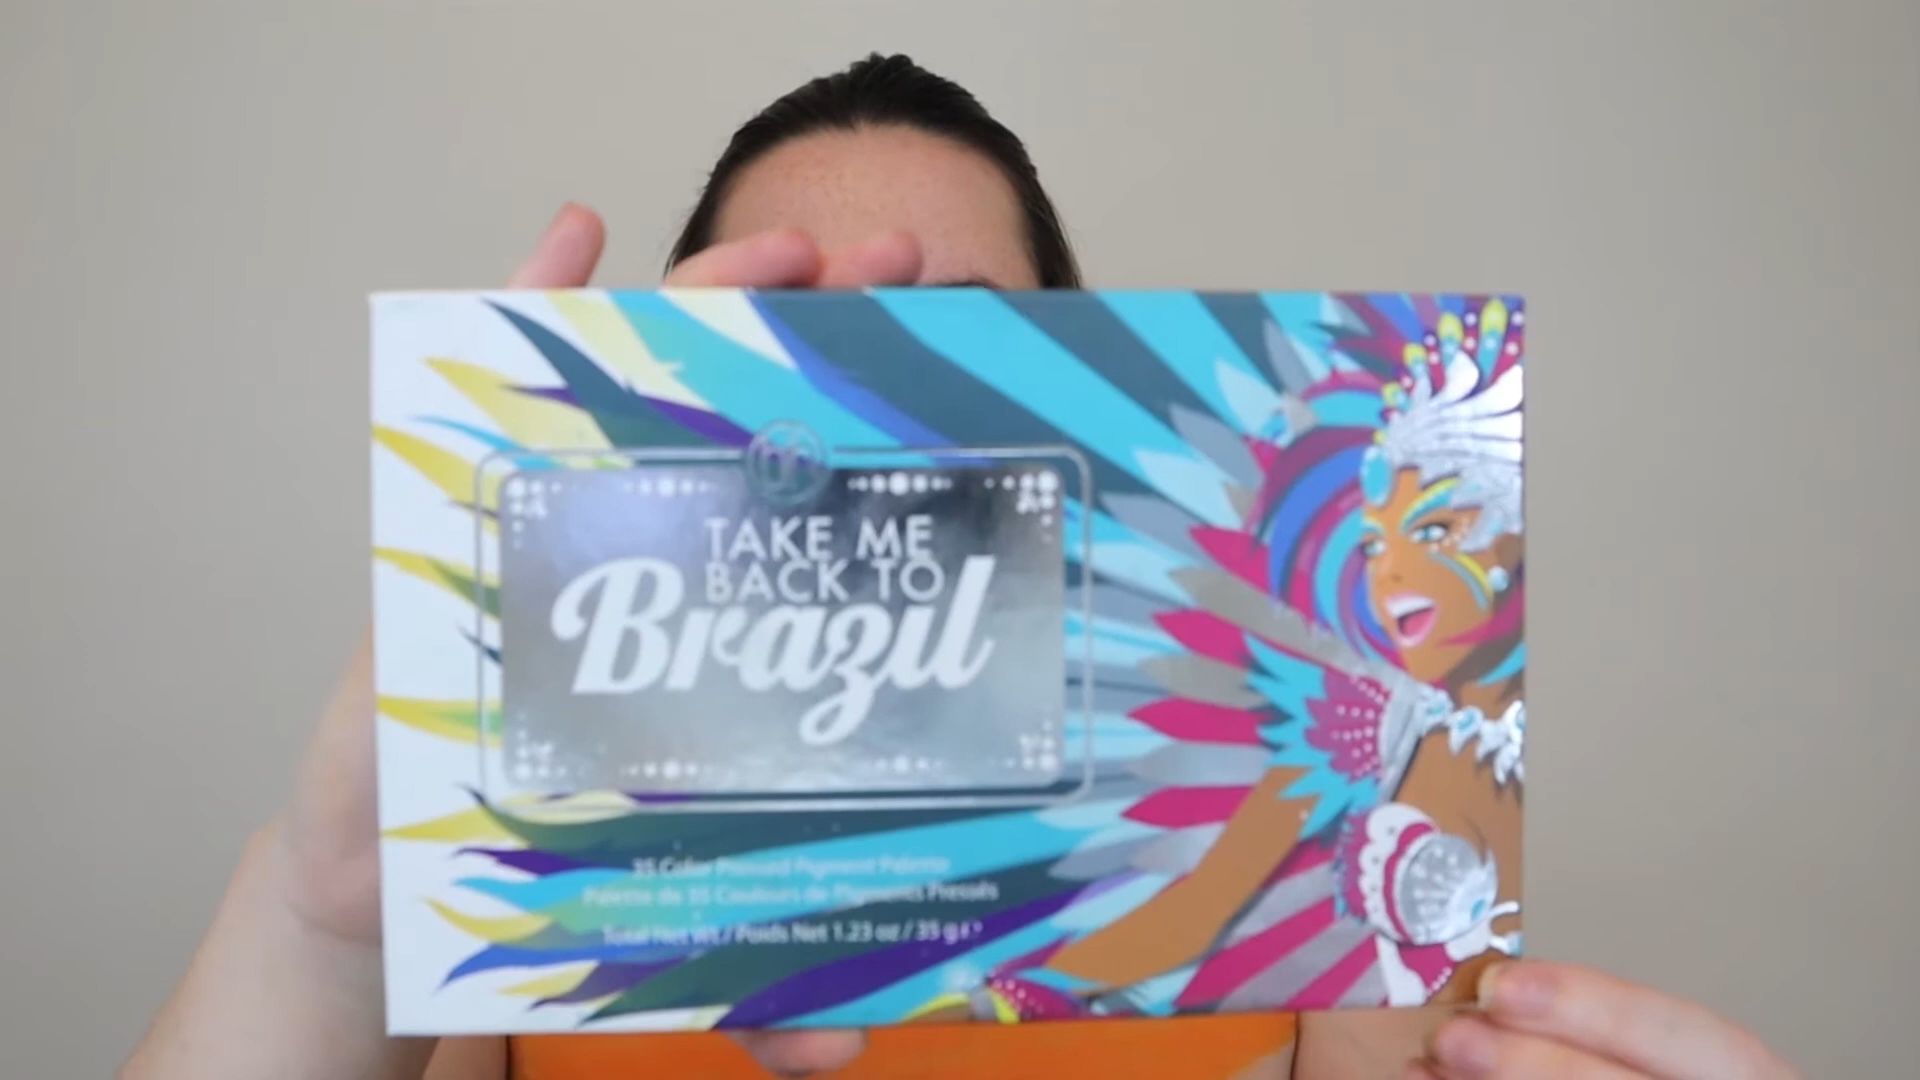 TAKE ME
BACK TO
Brazil
35 Color Pressed Pigment Palette
Palette de 35 Couleurs de Pigments Pressés
Total Net Wt / Poids Net 1.23 oz / 35 g e